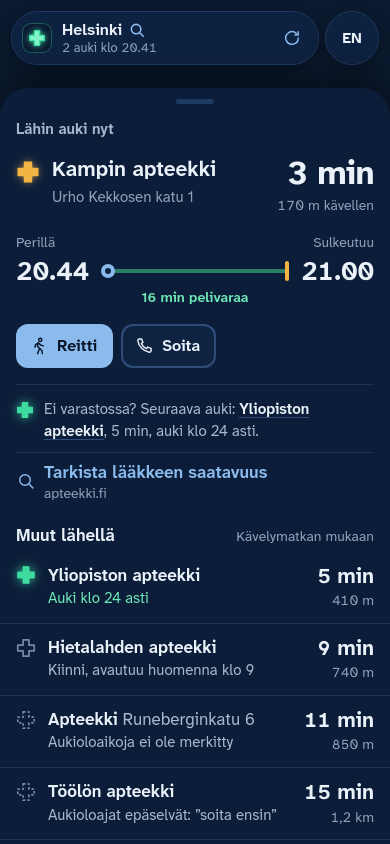 Helsinki
2 auki klo 20.41
EN
Lähin auki nyt
Kampin apteekki
3 min
Urho Kekkosen katu 1
170 m kävellen
Perillä
Sulkeutuu
20.44
21.00
16 min pelivaraa
Reitti
Soita
Ei varastossa? Seuraava auki: Yliopiston
apteekki, 5 min, auki klo 24 asti.
Tarkista lääkkeen saatavuus
apteekki.fi
Muut lähellä
Kävelymatkan mukaan
Yliopiston apteekki
5 min
Auki klo 24 asti
410 m
Hietalahden apteekki
9 min
Kiinni, avautuu huomenna klo 9
740 m
Apteekki Runeberginkatu 6
11 min
Aukioloaikoja ei ole merkitty
850 m
Töölön apteekki
15 min
Aukioloajat epäselvät: ”soita ensin”
1,2 km